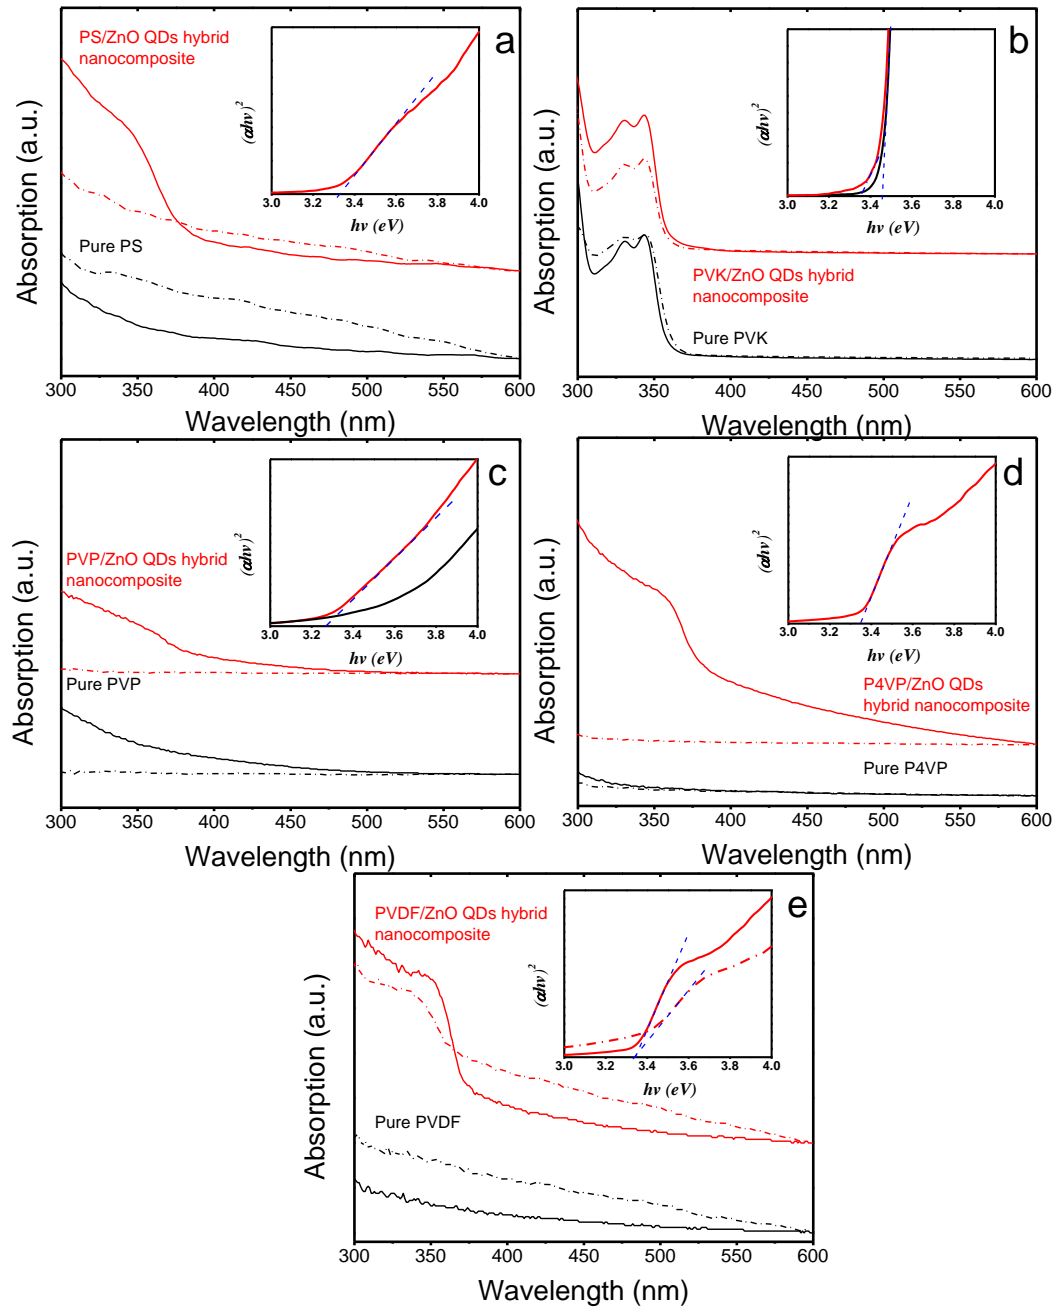 PS/ZnO QDs hybrid
nanocomposite
a
(αhν)²
3.0 3.2 3.4 3.6 3.8 4.0
hν (eV)
Pure PS
Absorption (a.u.)
300 350 400 450 500 550 600
Wavelength (nm)
b
(αhν)²
3.0 3.2 3.4 3.6 3.8 4.0
hν (eV)
PVK/ZnO QDs hybrid
nanocomposite
Pure PVK
Absorption (a.u.)
300 350 400 450 500 550 600
Wavelength (nm)
c
(αhν)²
PVP/ZnO QDs hybrid
nanocomposite
3.0 3.2 3.4 3.6 3.8 4.0
hν (eV)
Pure PVP
Absorption (a.u.)
300 350 400 450 500 550 600
Wavelength (nm)
d
(αhν)²
3.0 3.2 3.4 3.6 3.8 4.0
hν (eV)
P4VP/ZnO QDs
hybrid nanocomposite
Pure P4VP
Absorption (a.u.)
300 350 400 450 500 550 600
Wavelength (nm)
PVDF/ZnO QDs hybrid
nanocomposite
e
(αhν)²
3.0 3.2 3.4 3.6 3.8 4.0
hν (eV)
Pure PVDF
Absorption (a.u.)
300 350 400 450 500 550 600
Wavelength (nm)